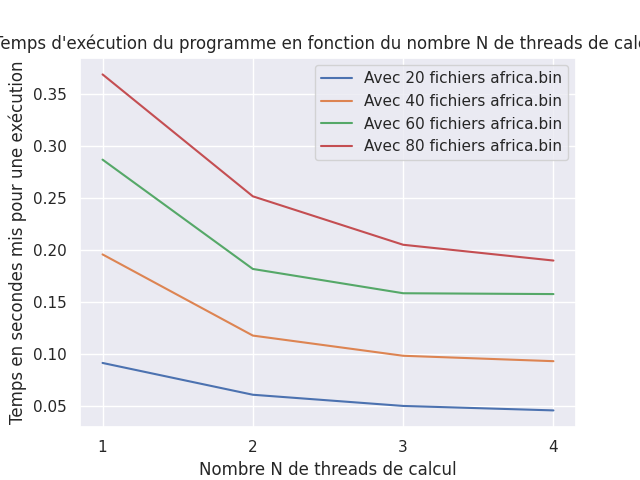 Temps d'exécution du programme en fonction du nombre N de threads de calc
Avec 20 fichiers africa.bin
Avec 40 fichiers africa.bin
Avec 60 fichiers africa.bin
Avec 80 fichiers africa.bin
Temps en secondes mis pour une exécution
0.35
0.30
0.25
0.20
0.15
0.10
0.05
1 2 3 4
Nombre N de threads de calcul